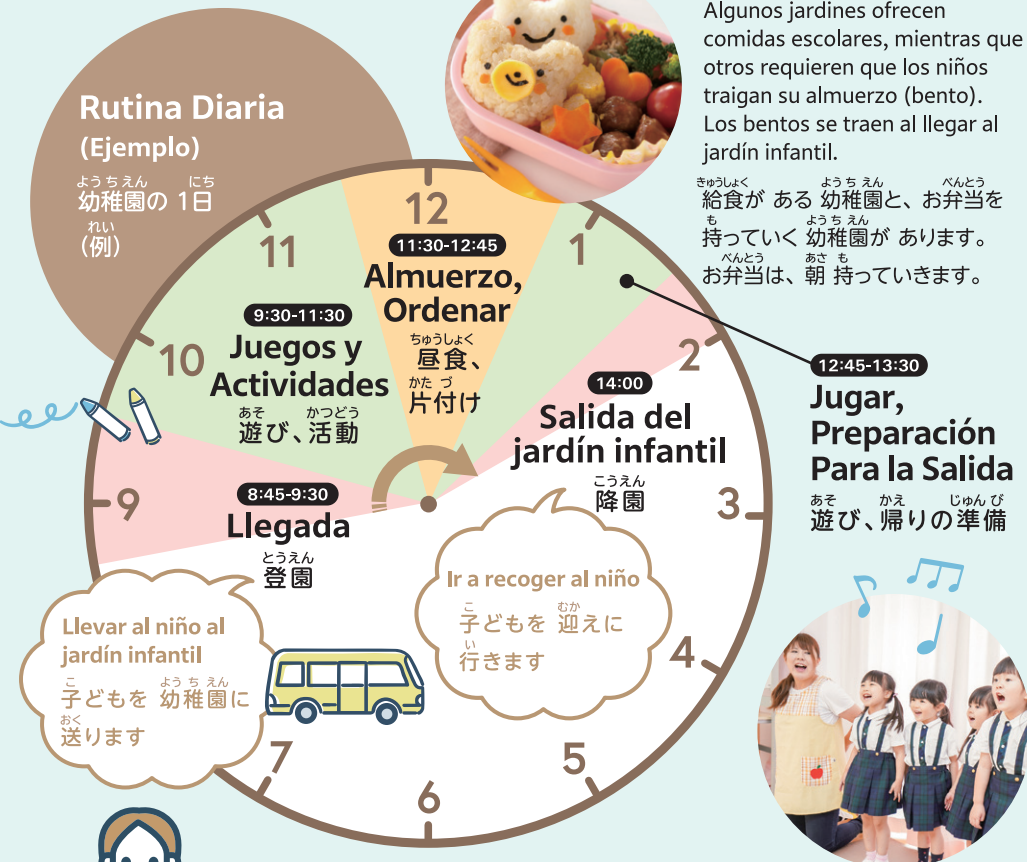 Rutina Diaria
(Ejemplo)
ようちえん にち
幼稚園の 1日
れい
(例)
Algunos jardines ofrecen
comidas escolares, mientras que
otros requieren que los niños
traigan su almuerzo (bento).
Los bentos se traen al llegar al
jardín infantil.
きゅうしょく ようちえん べんとう
給食が ある 幼稚園と、お弁当を
も ようちえん
持っていく 幼稚園が あります。
べんとう あさ も
お弁当は、朝 持っていきます。
12
1
2
3
4
5
6
7
9
10
11
8:45-9:30
Llegada
とうえん
登園
Llevar al niño al
jardín infantil
こ ようちえん
子どもを 幼稚園に
おく
送ります
9:30-11:30
Juegos y
Actividades
あそ かつどう
遊び、活動
11:30-12:45
Almuerzo,
Ordenar
ちゅうしょく
昼食、
かた づ
片付け
12:45-13:30
Jugar,
Preparación
Para la Salida
あそ かえ じゅんび
遊び、帰りの準備
14:00
Salida del
jardín infantil
こうえん
降園
Ir a recoger al niño
こ むか
子どもを 迎えに
い
行きます